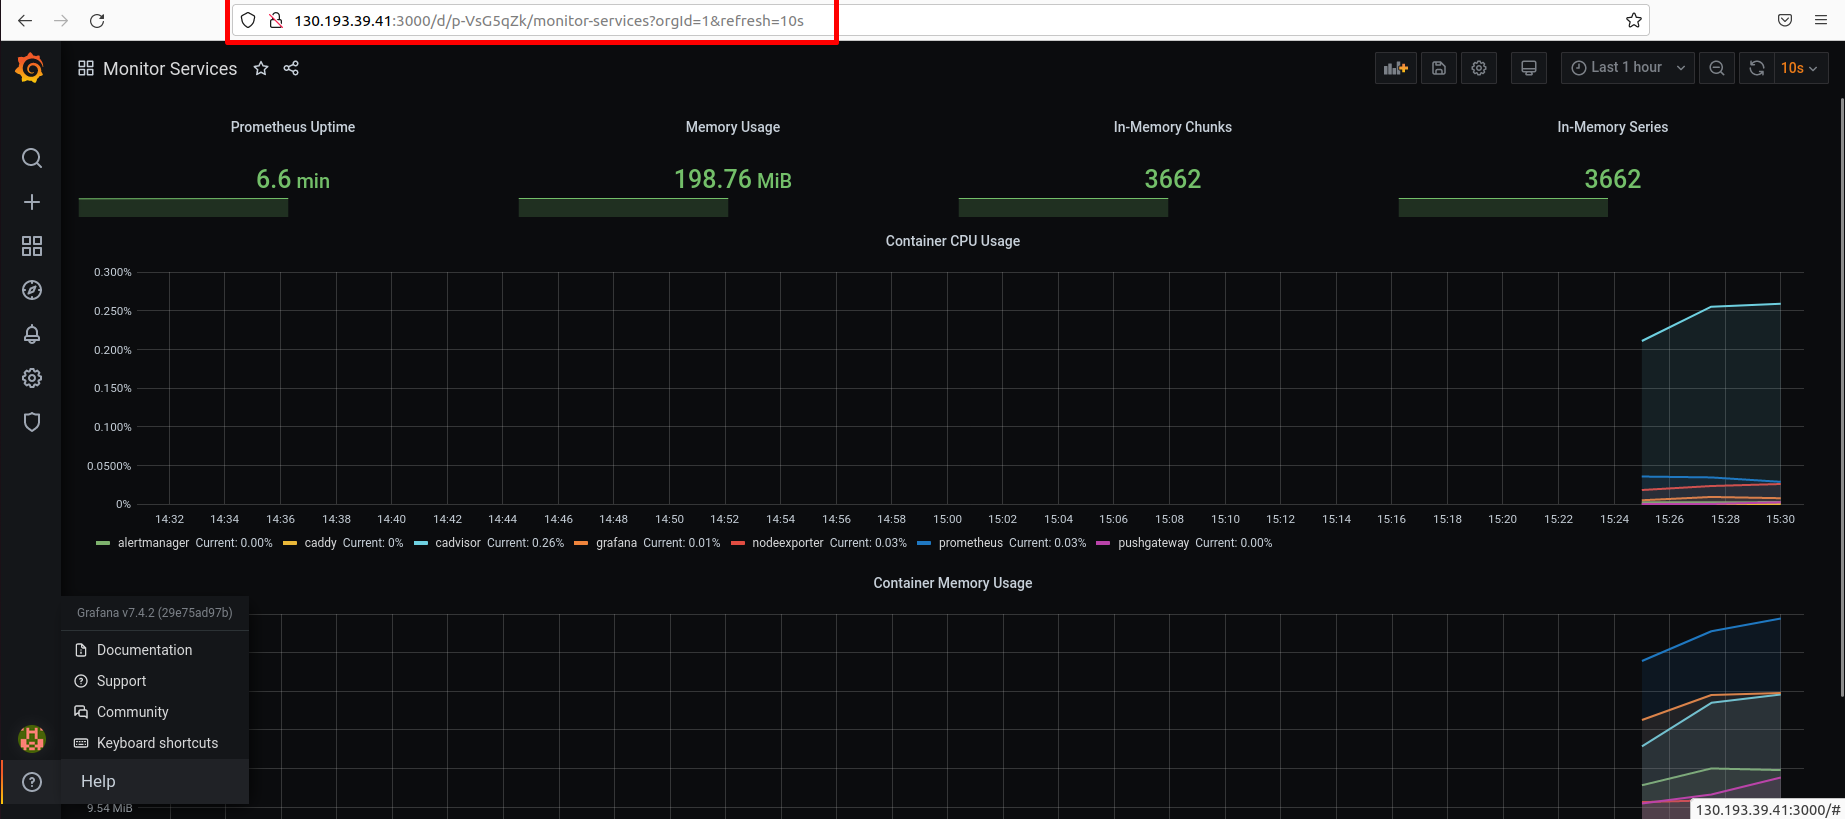 130.193.39.41:3000/d/p-VsG5qZk/monitor-services?orgId=1&refresh=10s
Monitor Services
Last 1 hour
10s
Prometheus Uptime
Memory Usage
In-Memory Chunks
In-Memory Series
6.6 min
198.76 MiB
3662
3662
Container CPU Usage
0.300%
0.250%
0.200%
0.150%
0.100%
0.0500%
0%
14:32 14:34 14:36 14:38 14:40 14:42 14:44 14:46 14:48 14:50 14:52 14:54 14:56 14:58 15:00 15:02 15:04 15:06 15:08 15:10 15:12 15:14 15:16 15:18 15:20 15:22 15:24 15:26 15:28 15:30
alertmanager Current: 0.00% caddy Current: 0% cadvisor Current: 0.26% grafana Current: 0.01% nodeexporter Current: 0.03% prometheus Current: 0.03% pushgateway Current: 0.00%
Container Memory Usage
Grafana v7.4.2 (29e75ad97b)
Documentation
Support
Community
Keyboard shortcuts
Help
9.54 MiB
130.193.39.41:3000/#